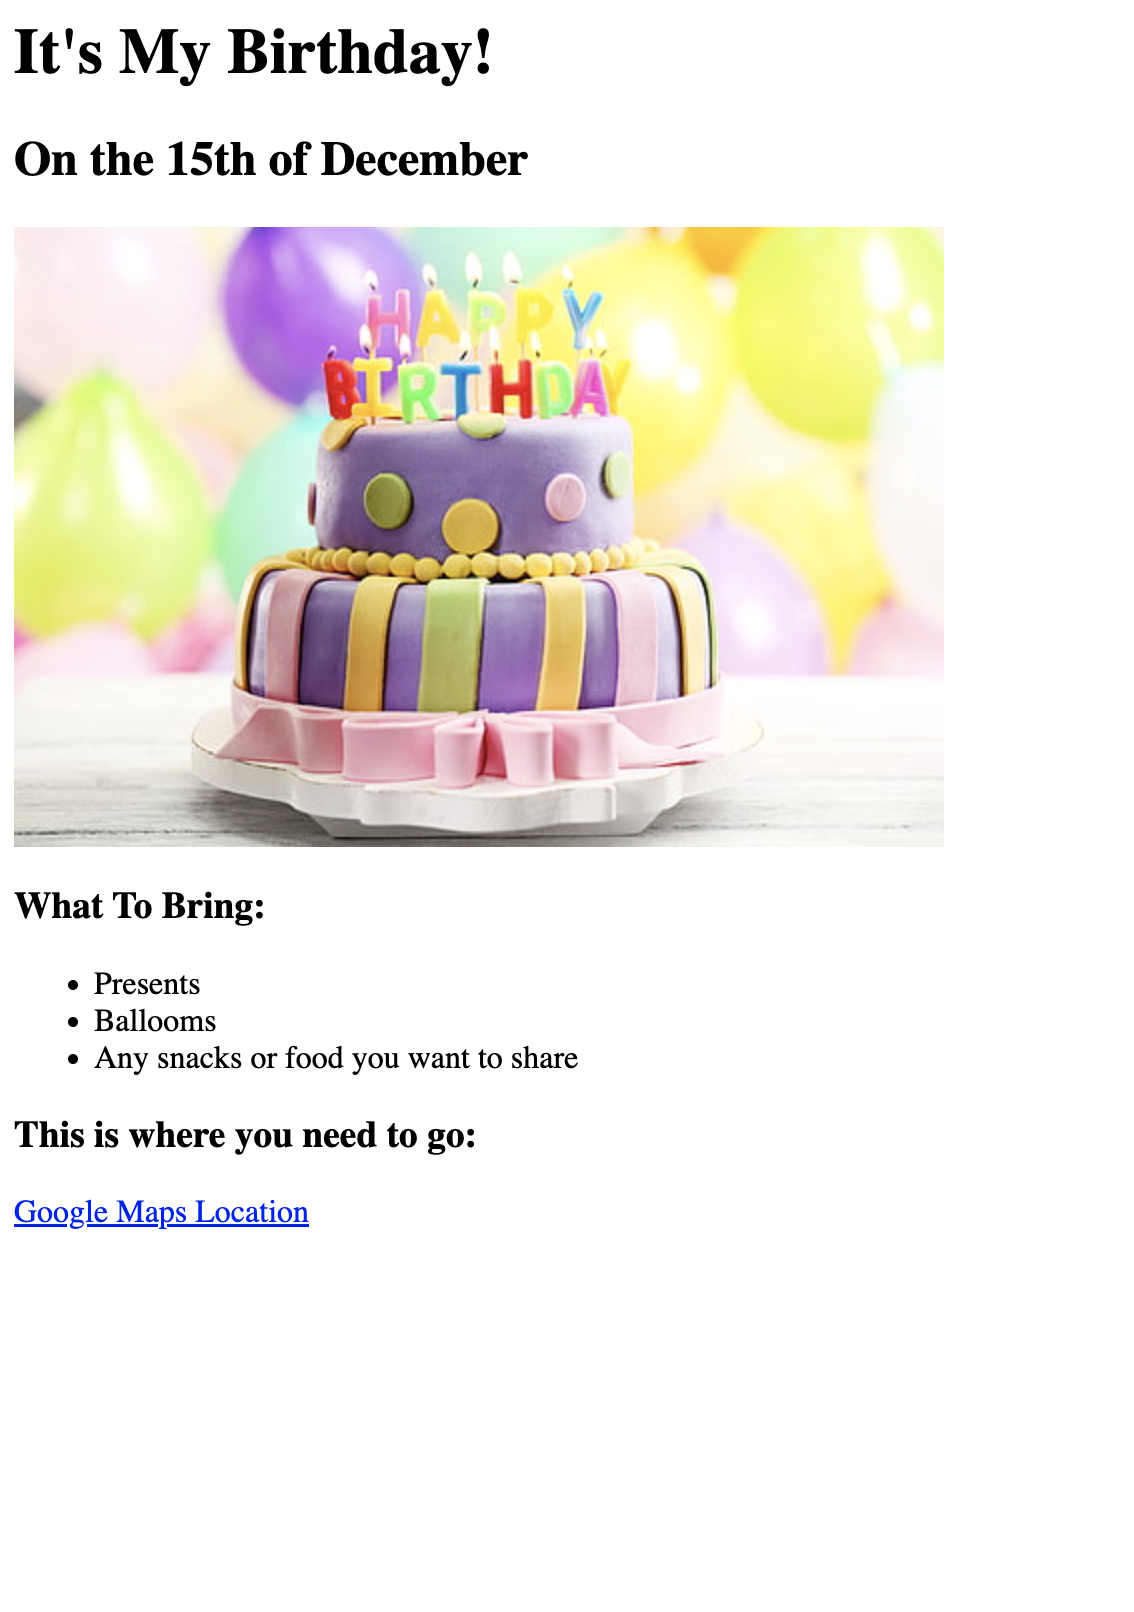 It's My Birthday!
On the 15th of December
HAPPY
BIRTHDAY
What To Bring:
Presents
Ballooms
Any snacks or food you want to share
This is where you need to go:
Google Maps Location